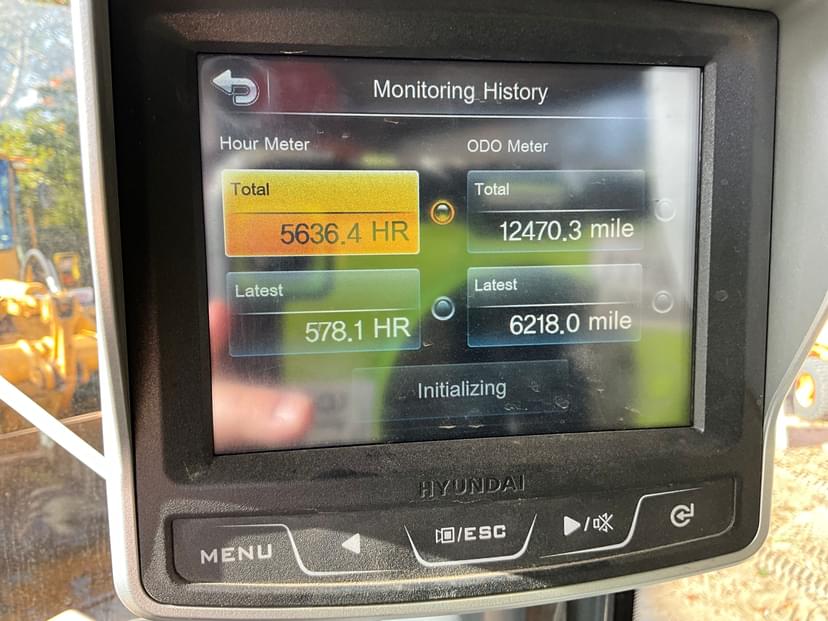 Monitoring History
Hour Meter
ODO Meter
Total
5636.4 HR
Total
12470.3 mile
Latest
578.1 HR
Latest
6218.0 mile
Initializing
HYUNDAI
MENU
/ESC
/